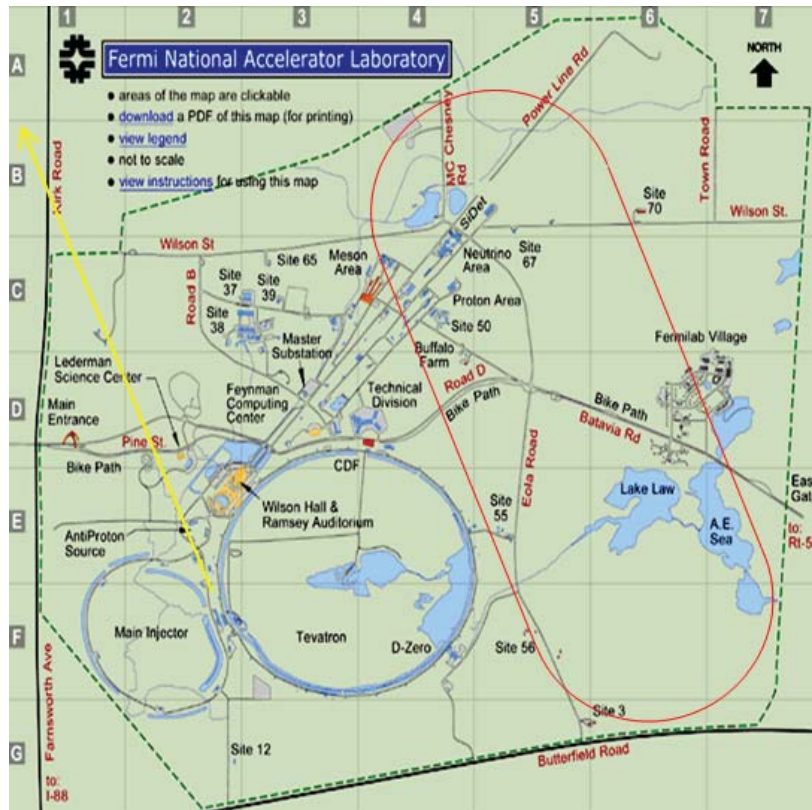 1 2 3 4 5 6 7
A
Fermi National Accelerator Laboratory
NORTH
• areas of the map are clickable
• download a PDF of this map (for printing)
• view legend
• not to scale
• view instructions for using this map
Power Line Rd
B
Kirk Road
MC Chesney
Rd
Town Road
Site
70
SiDet
Wilson St.
Wilson St
Site 65
Meson
Area
Neutrino
Area
Site
67
C
Road B
Site
37
Site
39
Site
38
Proton Area
Site 50
Master
Substation
Buffalo
Farm
Fermilab Village
Lederman
Science Center
Feynman
Computing
Center
Technical
Division
Road D
Bike Path
D
Main
Entrance
Pine St.
Bike Path
Bike Path
Batavia Rd
CDF
Eola Road
East
Gat
to:
Rt-5
E
Wilson Hall &
Ramsey Auditorium
Site
55
Lake Law
A.E.
Sea
AntiProton
Source
F
Main Injector
Tevatron
D-Zero
Site 56
Farnsworth Ave
Site 3
G
Site 12
Butterfield Road
to:
I-88